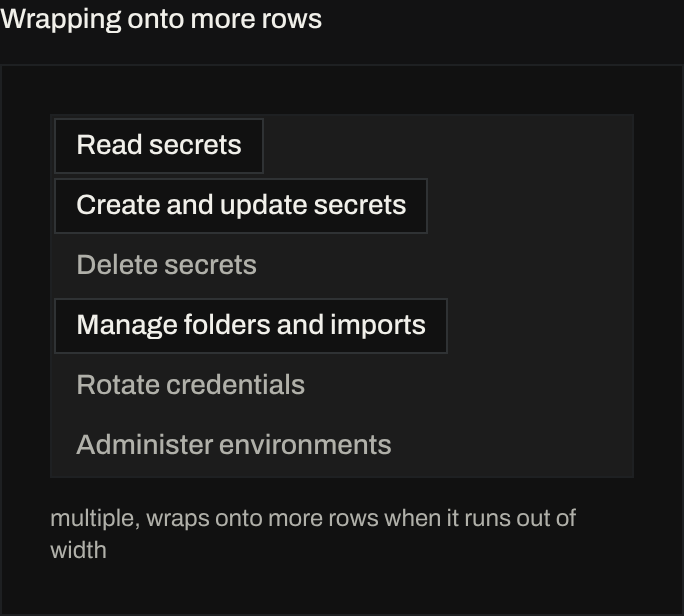 Wrapping onto more rows
Read secrets
Create and update secrets
Delete secrets
Manage folders and imports
Rotate credentials
Administer environments
multiple, wraps onto more rows when it runs out of
width